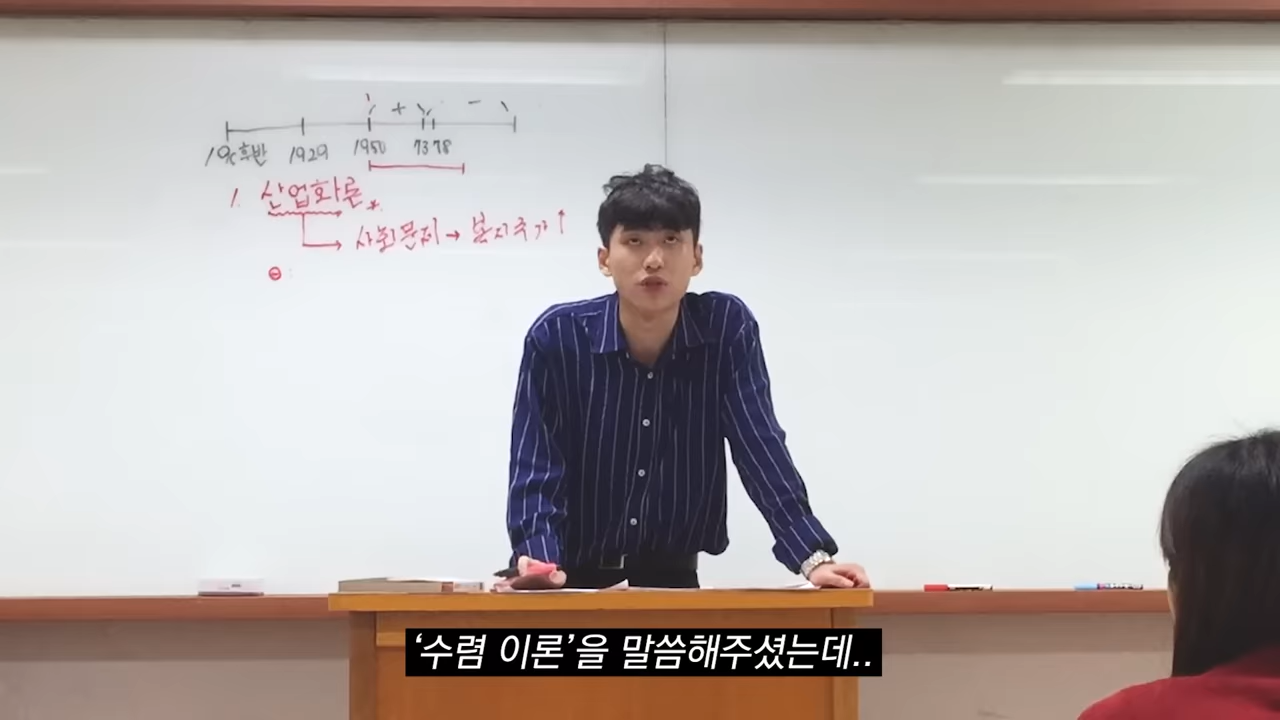 + -
19c후반 1929 1950 73 78
1. 산업화론 *
사회문제 → 복지국가↑
⊖ :
‘수렴 이론’을 말씀해주셨는데..